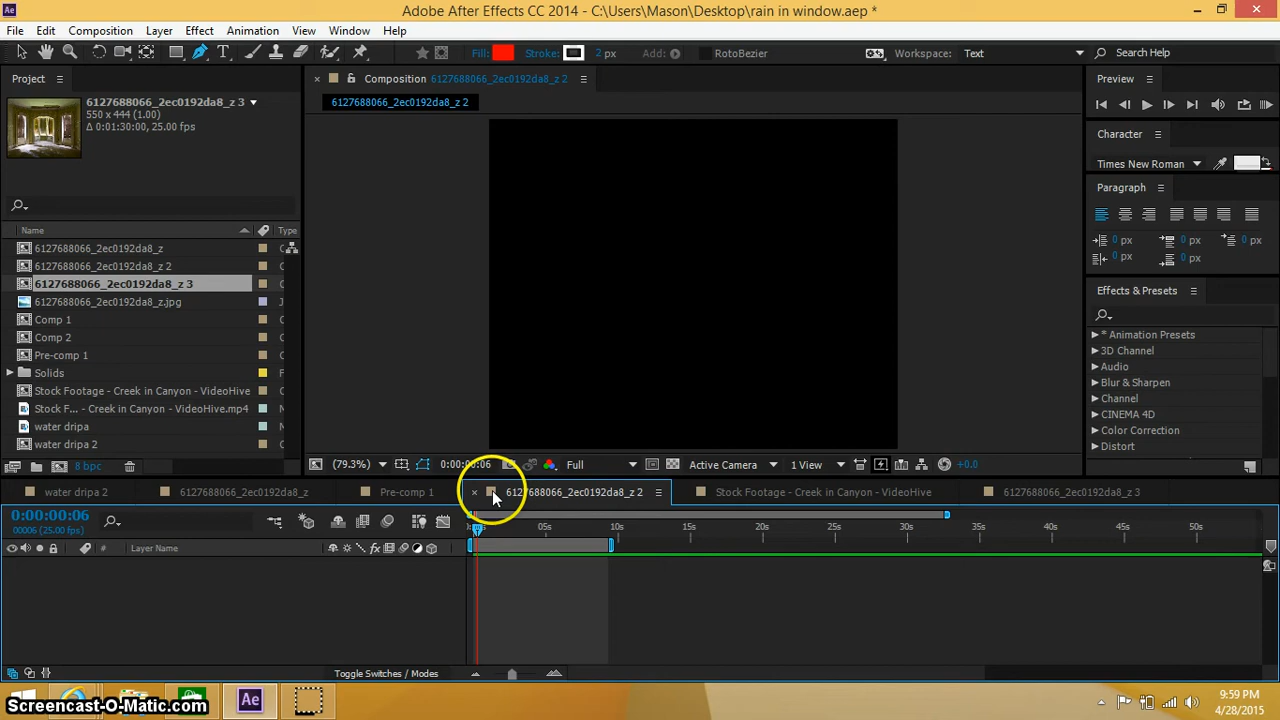 Adobe After Effects CC 2014 - C:\Users\Mason\Desktop\rain in window.aep *
File Edit Composition Layer Effect Animation View Window Help
Fill: Stroke: 2 px Add: RotoBezier Workspace: Text Search Help
Project
6127688066_2ec0192da8_z 3
550 x 444 (1.00)
Δ 0:01:30:00, 25.00 fps
Name Type
6127688066_2ec0192da8_z
6127688066_2ec0192da8_z 2
6127688066_2ec0192da8_z 3
6127688066_2ec0192da8_z.jpg
Comp 1
Comp 2
Pre-comp 1
Solids
Stock Footage - Creek in Canyon - VideoHive
Stock F... - Creek in Canyon - VideoHive.mp4
water dripa
water dripa 2
8 bpc
Composition 6127688066_2ec0192da8_z 2
6127688066_2ec0192da8_z 2
(79.3%) 0:00:00:06 Full Active Camera 1 View +0.0
Preview
Character
Times New Roman
Paragraph
0 px 0 px 0 px
0 px 0 px
Effects & Presets
* Animation Presets
3D Channel
Audio
Blur & Sharpen
Channel
CINEMA 4D
Color Correction
Distort
water dripa 2 6127688066_2ec0192da8_z Pre-comp 1 6127688066_2ec0192da8_z 2 Stock Footage - Creek in Canyon - VideoHive 6127688066_2ec0192da8_z 3
0:00:00:06
00006 (25.00 fps)
05s 10s 15s 20s 25s 30s 35s 40s 45s 50s
# Layer Name
Toggle Switches / Modes
Screencast-O-Matic.com
Ae
9:59 PM
4/28/2015